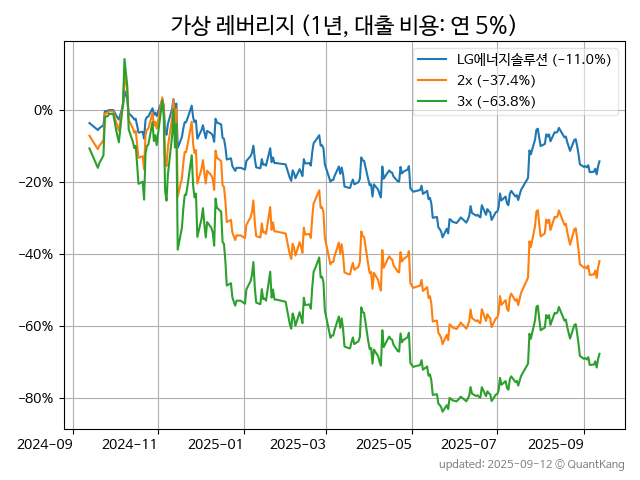 가상 레버리지 (1년, 대출 비용: 연 5%)
LG에너지솔루션 (−11.0%)
2x (−37.4%)
3x (−63.8%)
0%
−20%
−40%
−60%
−80%
2024-09
2024-11
2025-01
2025-03
2025-05
2025-07
2025-09
updated: 2025-09-12 © QuantKang